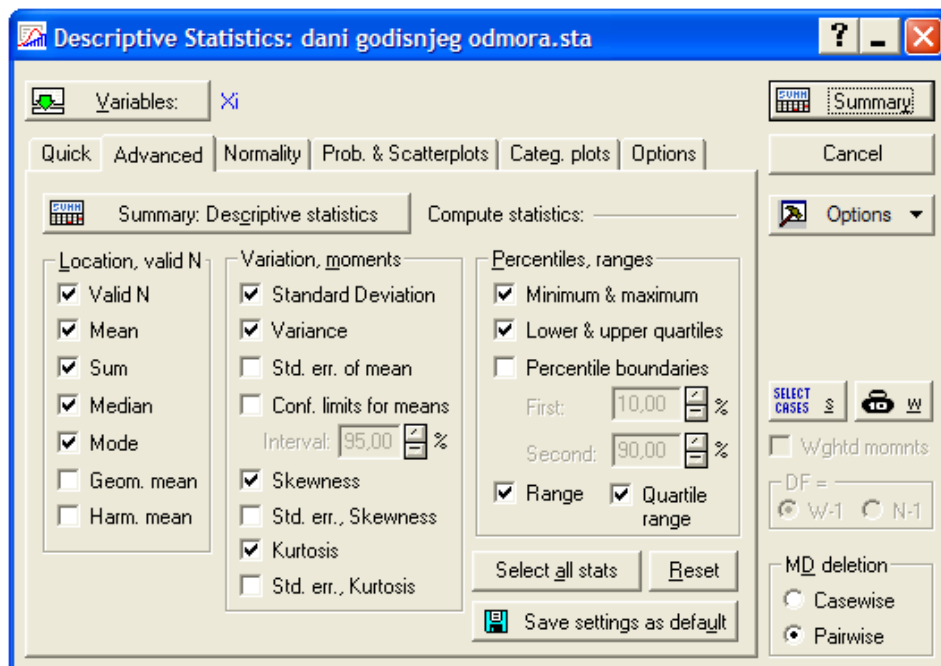 Descriptive Statistics: dani godisnjeg odmora.sta
Variables: Xi
SUMM Summary
Quick Advanced Normality Prob. & Scatterplots Categ. plots Options
Cancel
SUMM Summary: Descriptive statistics Compute statistics:
Options
Location, valid N
Valid N
Mean
Sum
Median
Mode
Geom. mean
Harm. mean
Variation, moments
Standard Deviation
Variance
Std. err. of mean
Conf. limits for means
Interval: 95,00 %
Skewness
Std. err., Skewness
Kurtosis
Std. err., Kurtosis
Percentiles, ranges
Minimum & maximum
Lower & upper quartiles
Percentile boundaries
First: 10,00 %
Second: 90,00 %
Range Quartile
range
Select all stats Reset
Save settings as default
SELECT
CASES S W
Wghtd momnts
DF =
W-1 N-1
MD deletion
Casewise
Pairwise